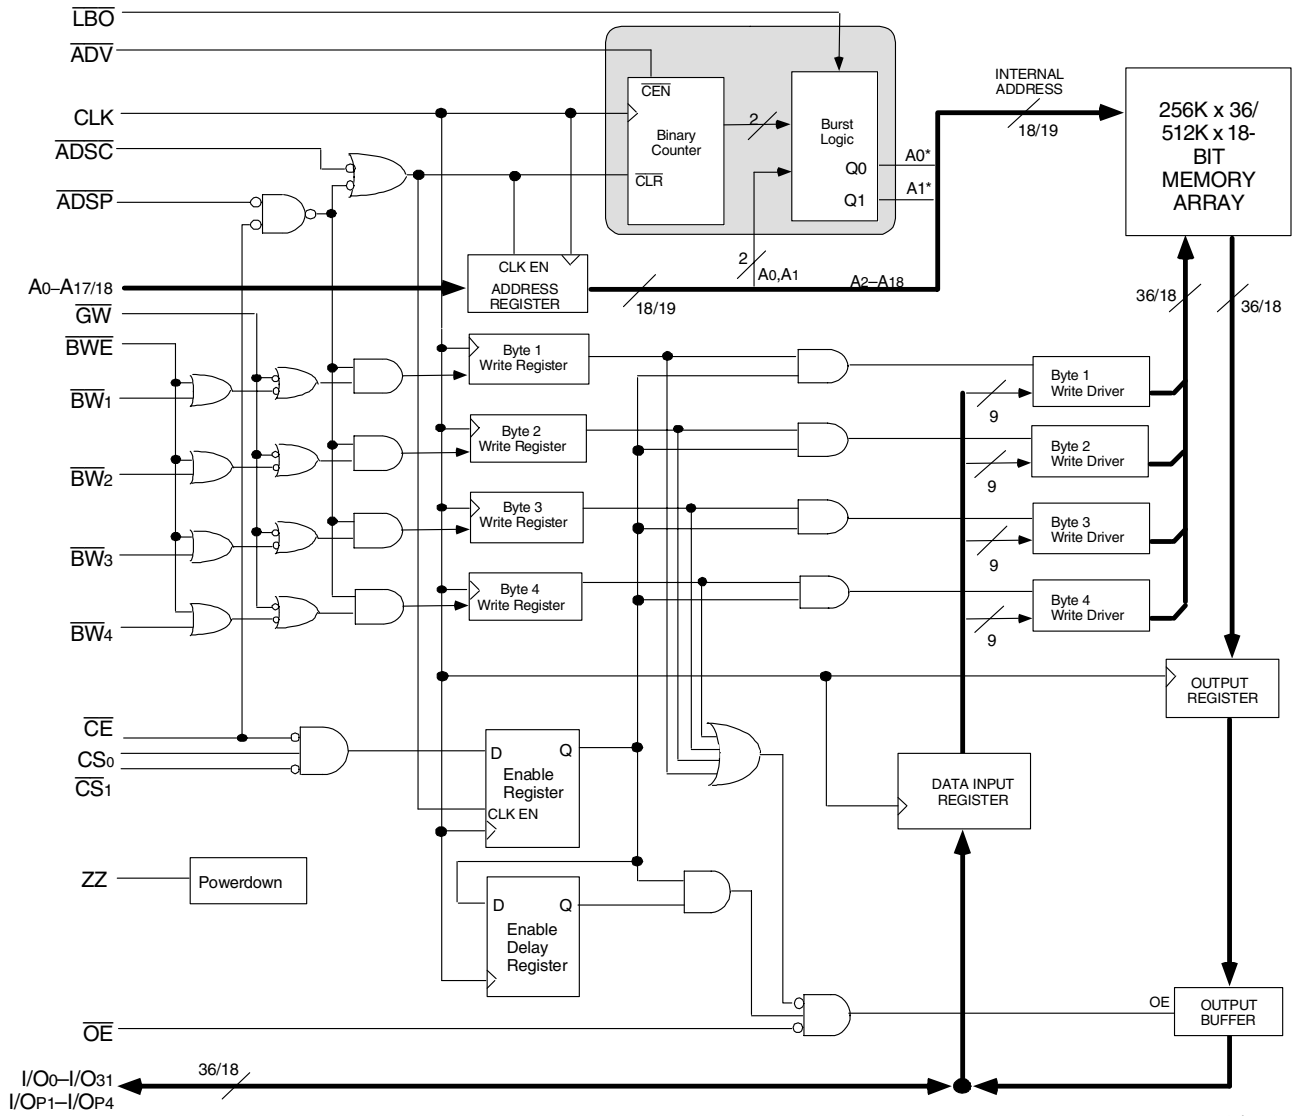 LBO
ADV
CLK
ADSC
ADSP
CEN
Binary
Counter
CLR
2
Burst
Logic
Q0
Q1
A0*
A1*
INTERNAL
ADDRESS
18/19
256K x 36/
512K x 18-
BIT
MEMORY
ARRAY
A0–A17/18
CLK EN
ADDRESS
REGISTER
18/19
2
A0,A1
A2–A18
36/18
36/18
GW
BWE
BW1
BW2
BW3
BW4
Byte 1
Write Register
Byte 2
Write Register
Byte 3
Write Register
Byte 4
Write Register
9
Byte 1
Write Driver
9
Byte 2
Write Driver
9
Byte 3
Write Driver
9
Byte 4
Write Driver
OUTPUT
REGISTER
CE
CS0
CS1
D
Q
Enable
Register
CLK EN
DATA INPUT
REGISTER
ZZ
Powerdown
D
Q
Enable
Delay
Register
OE
OE
OUTPUT
BUFFER
I/O0–I/O31
I/OP1–I/OP4
36/18